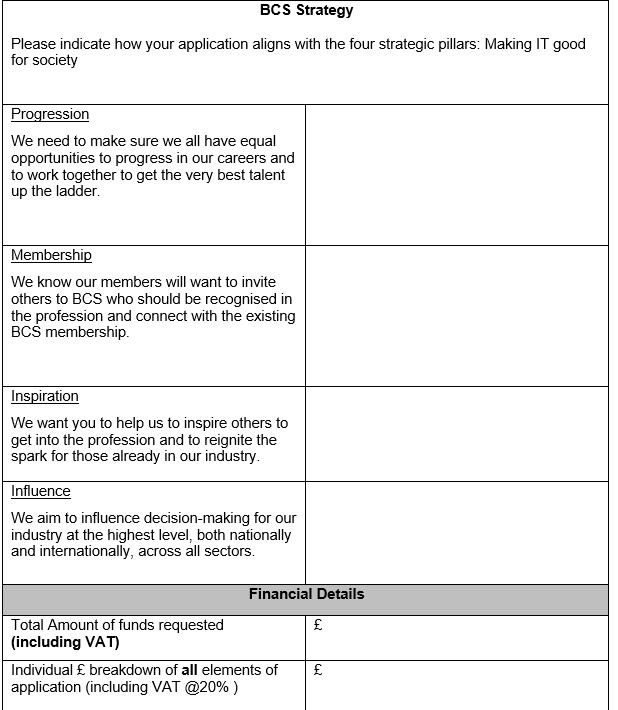 BCS Strategy
Please indicate how your application aligns with the four strategic pillars: Making IT good
for society
Progression
We need to make sure we all have equal
opportunities to progress in our careers and
to work together to get the very best talent
up the ladder.
Membership
We know our members will want to invite
others to BCS who should be recognised in
the profession and connect with the existing
BCS membership.
Inspiration
We want you to help us to inspire others to
get into the profession and to reignite the
spark for those already in our industry.
Influence
We aim to influence decision-making for our
industry at the highest level, both nationally
and internationally, across all sectors.
Financial Details
Total Amount of funds requested
(including VAT)
£
Individual £ breakdown of all elements of
application (including VAT @20% )
£